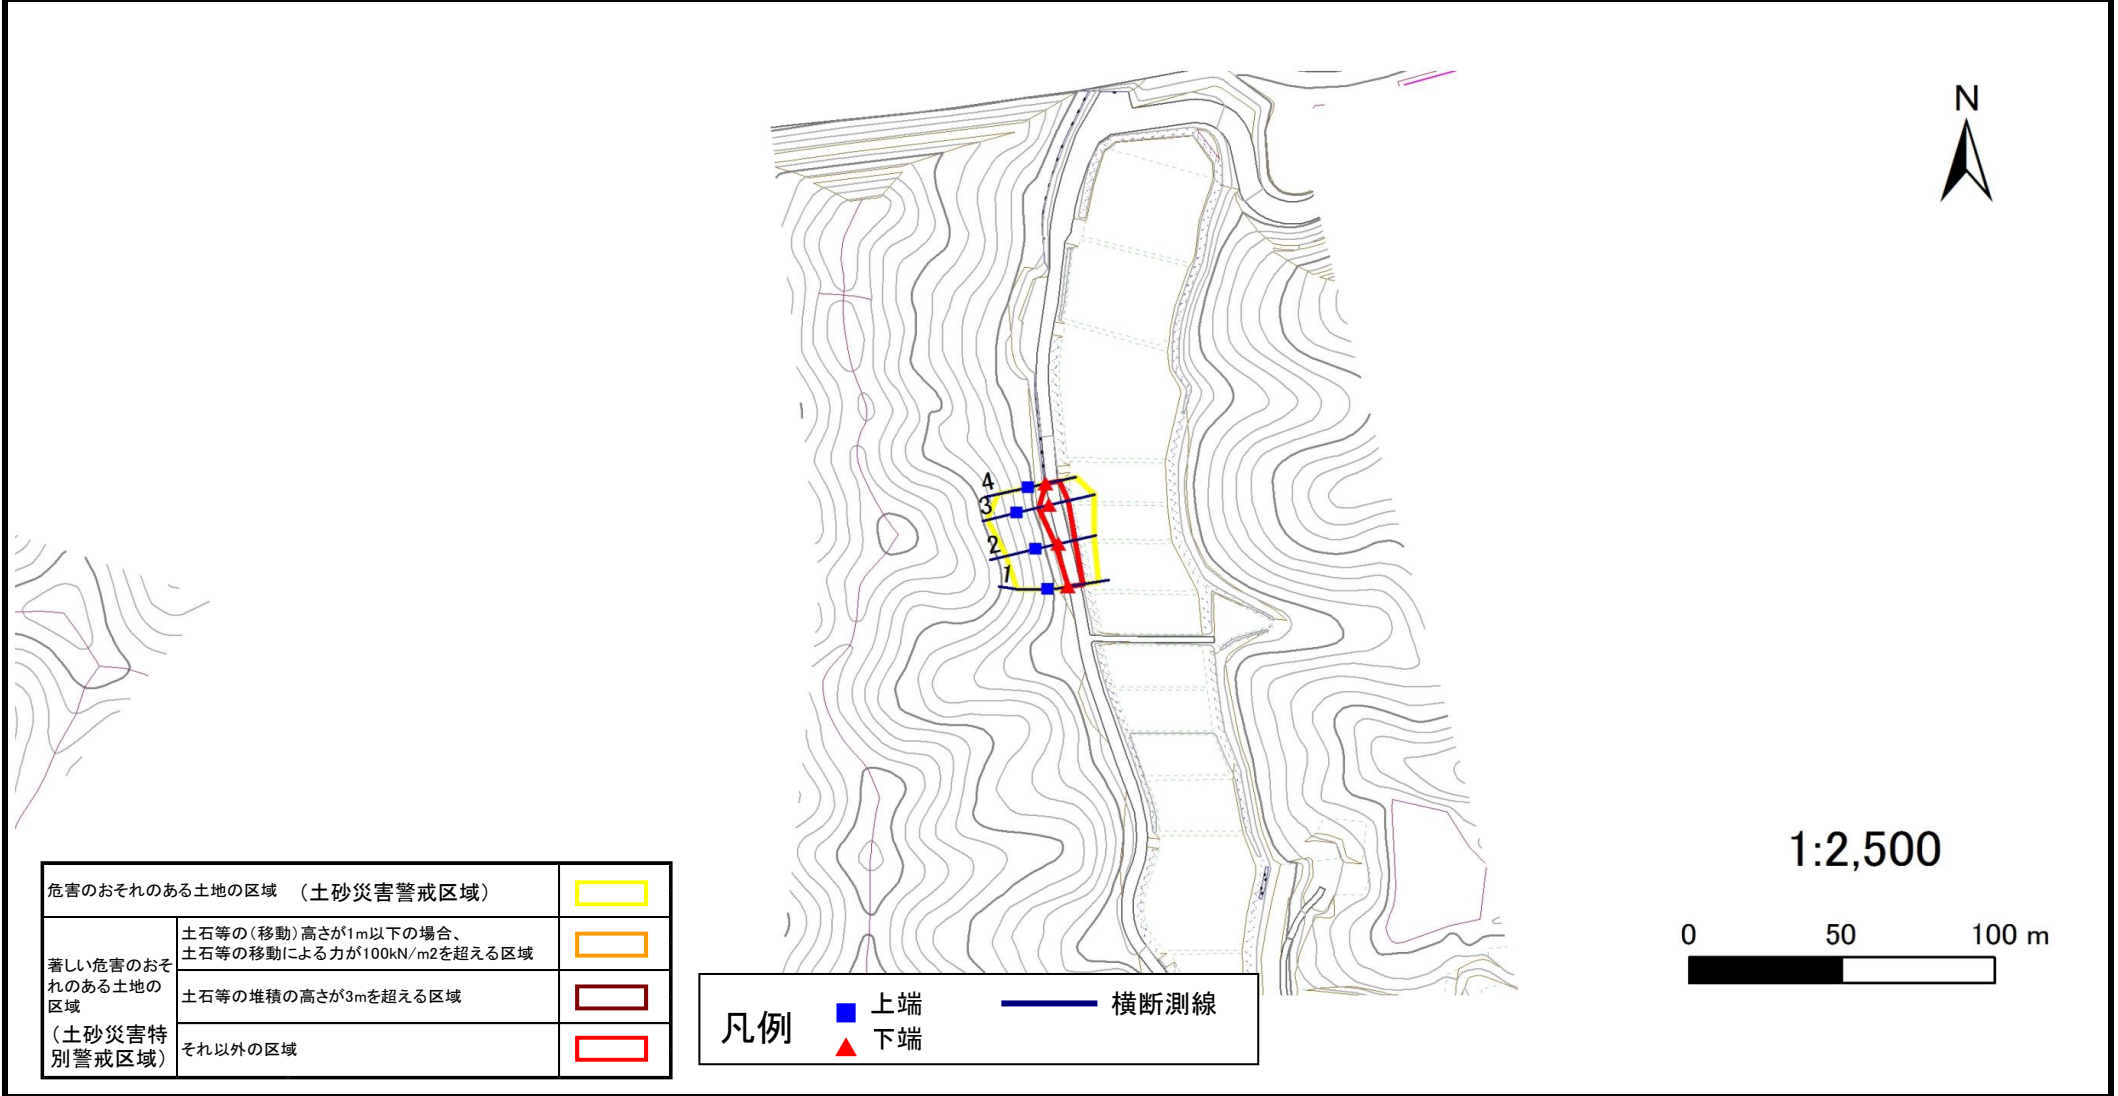 N
4
3
2
1
1:2,500
0 50 100 m
危害のおそれのある土地の区域 (土砂災害警戒区域)
著しい危害のおそ
れのある土地の
区域
(土砂災害特
別警戒区域)
土石等の(移動)高さが1m以下の場合、
土石等の移動による力が100kN/m2を超える区域
土石等の堆積の高さが3mを超える区域
それ以外の区域
凡例
上端
下端
横断測線